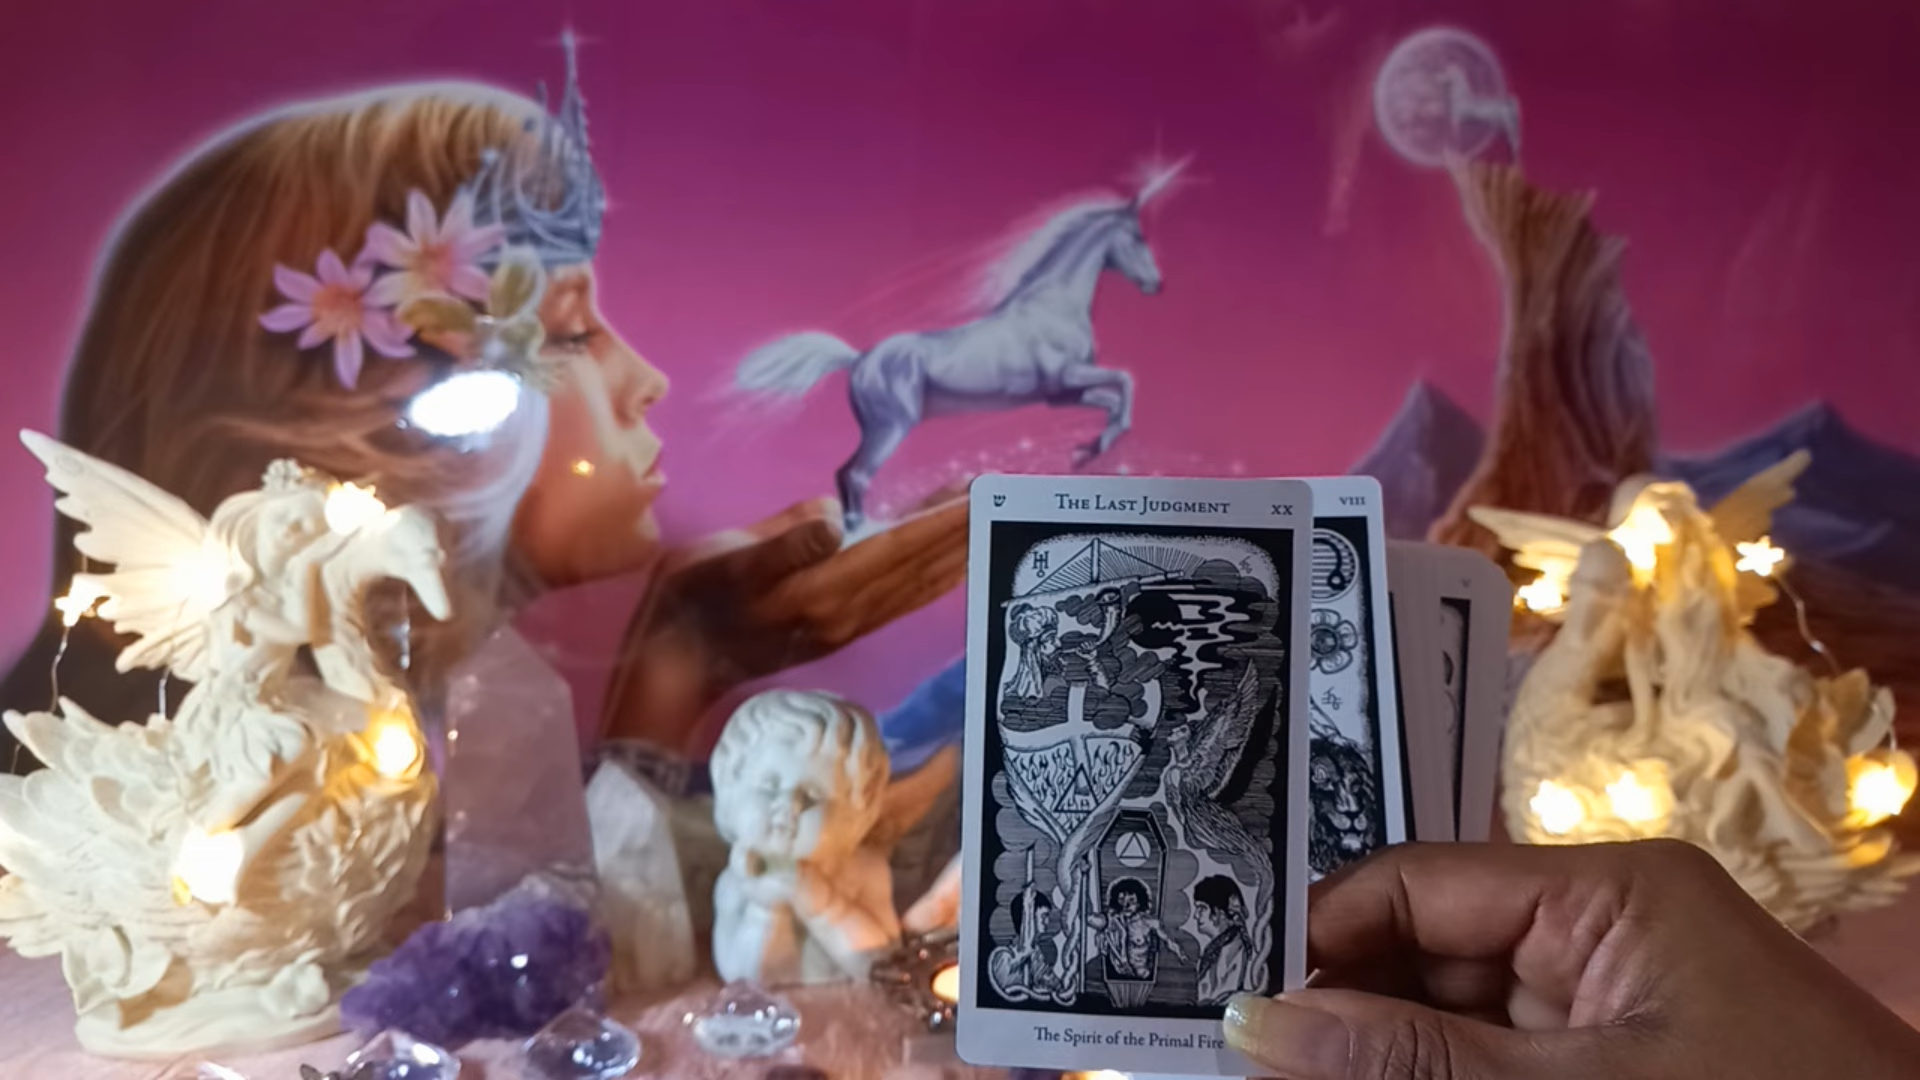 ש THE LAST JUDGMENT XX
VIII
The Spirit of the Primal Fire